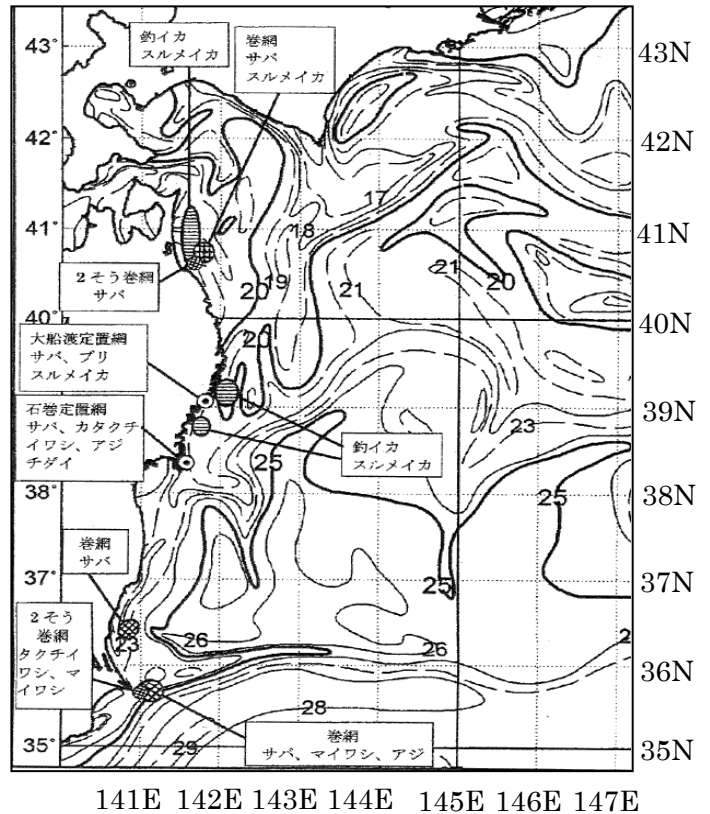 釣イカ
スルメイカ
巻網
サバ
スルメイカ
43°
43N
42°
42N
17
41°
41N
18
21
20
2そう巻網
サバ
19
20
21
40°
40N
大船渡定置網
サバ、ブリ
スルメイカ
20
39N
石巻定置網
サバ、カタクチ
イワシ、アジ
チダイ
23
釣イカ
スルメイカ
25
38°
38N
25
巻網
サバ
37°
37N
25
2そう
巻網
タクチイ
ワシ、マ
イワシ
23
26
26
36N
28
巻網
サバ、マイワシ、アジ
35°
35N
29
141E 142E 143E 144E 145E 146E 147E